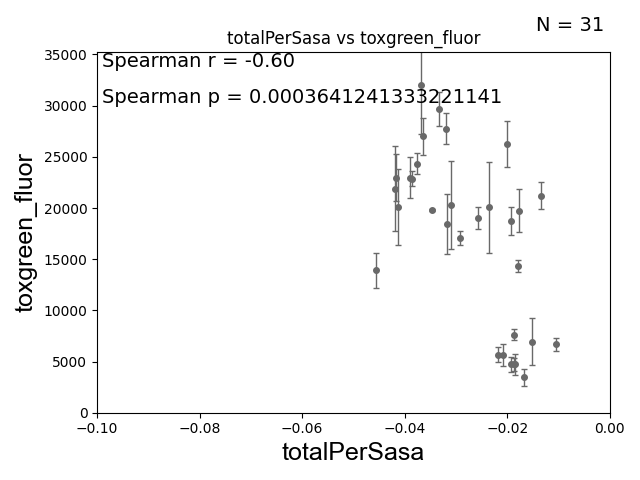 N = 31
totalPerSasa vs toxgreen_fluor
Spearman r = -0.60
Spearman p = 0.0003641241333221141
35000
30000
25000
20000
15000
10000
5000
0
toxgreen_fluor
−0.10
−0.08
−0.06
−0.04
−0.02
0.00
totalPerSasa